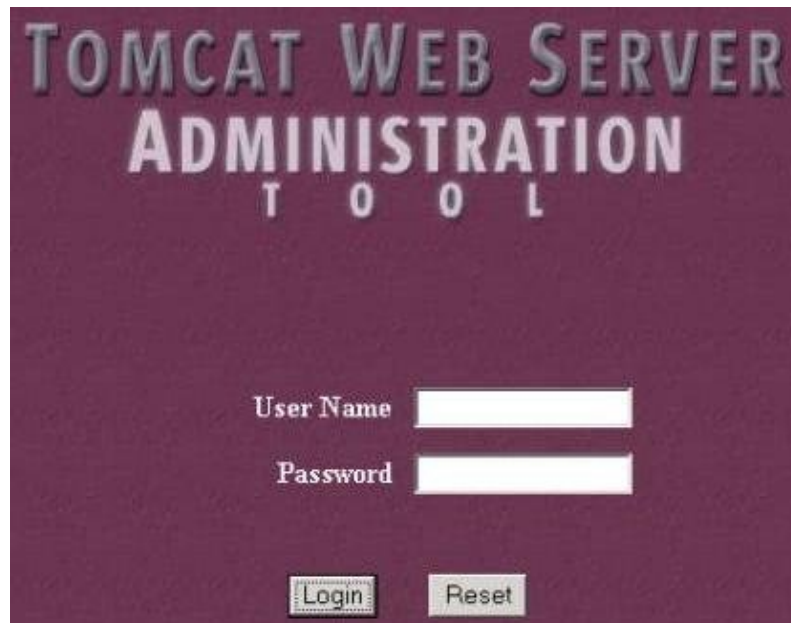 TOMCAT WEB SERVER
ADMINISTRATION
TOOL
User Name
Password
Login Reset